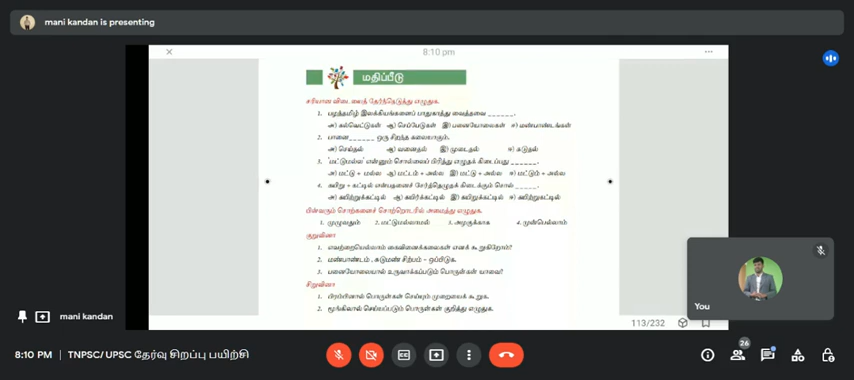 mani kandan is presenting
8:10 pm
மதிப்பீடு
சரியான விடையைத் தேர்ந்தெடுத்து எழுதுக.
1. பழந்தமிழ் இலக்கியங்களைப் பாதுகாத்து வைத்தவை ______.
அ) கல்வெட்டுகள் ஆ) செப்பேடுகள் இ) பனையோலைகள் ஈ) மண்பாண்டங்கள்
2. பானை ______ ஒரு சிறந்த கலையாகும்.
அ) செய்தல் ஆ) வனைதல் இ) முடைதல் ஈ) சுடுதல்
3. 'மட்டுமல்ல' என்னும் சொல்லைப் பிரித்து எழுதக் கிடைப்பது ______.
அ) மட்டு + மல்ல ஆ) மட்டம் + அல்ல இ) மட்டு + அல்ல ஈ) மட்டும் + அல்ல
4. கயிறு + கட்டில் என்பதனைச் சேர்த்தெழுதக் கிடைக்கும் சொல் _____.
அ) கயிற்றுக்கட்டில் ஆ) கயிர்க்கட்டில் இ) கயிறுக்கட்டில் ஈ) கயிற்றுகட்டில்
பின்வரும் சொற்களைச் சொற்றொடரில் அமைத்து எழுதுக.
1. முழுவதும் 2. மட்டுமல்லாமல் 3. அழகுக்காக 4. முன்பெல்லாம்
குறுவினா
1. எவற்றையெல்லாம் கைவினைக்கலைகள் எனக் கூறுகிறோம்?
2. மண்பாண்டம், சுடுமண் சிற்பம் – ஒப்பிடுக.
3. பனையோலையால் உருவாக்கப்படும் பொருள்கள் யாவை?
சிறுவினா
1. பிரம்பினால் பொருள்கள் செய்யும் முறையைக் கூறுக.
2. மூங்கிலால் செய்யப்படும் பொருள்கள் குறித்து எழுதுக.
113/232
You
mani kandan
26
8:10 PM | TNPSC/ UPSC தேர்வு சிறப்பு பயிற்சி